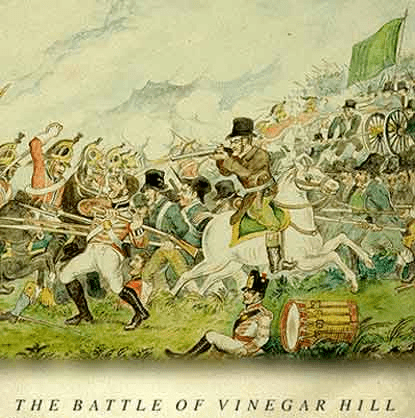 THE BATTLE OF VINEGAR HILL